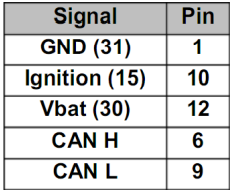 Signal Pin
GND (31) 1
Ignition (15) 10
Vbat (30) 12
CAN H 6
CAN L 9